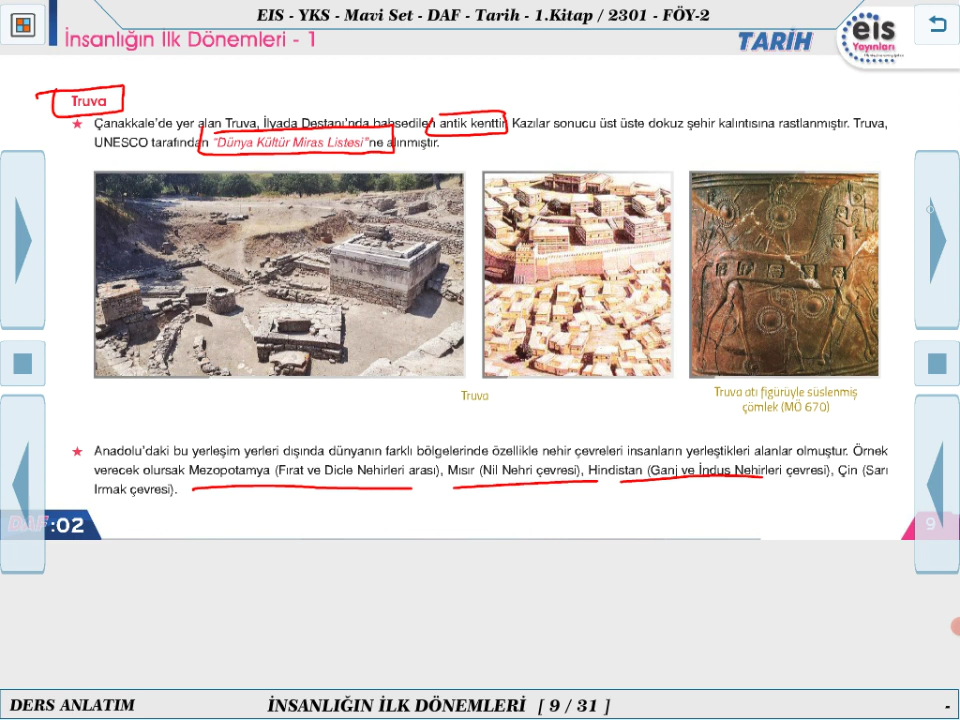 EIS - YKS - Mavi Set - DAF - Tarih - 1.Kitap / 2301 - FÖY-2
İnsanlığın İlk Dönemleri - 1
TARİH
eis
Yayınları
Truva
★ Çanakkale'de yer alan Truva, İlyada Destanı'nda bahsedilen antik kenttir. Kazılar sonucu üst üste dokuz şehir kalıntısına rastlanmıştır. Truva,
UNESCO tarafından "Dünya Kültür Miras Listesi"ne alınmıştır.
Truva
Truva atı figürüyle süslenmiş
çömlek (MÖ 670)
★ Anadolu'daki bu yerleşim yerleri dışında dünyanın farklı bölgelerinde özellikle nehir çevreleri insanların yerleştikleri alanlar olmuştur. Örnek
verecek olursak Mezopotamya (Fırat ve Dicle Nehirleri arası), Mısır (Nil Nehri çevresi), Hindistan (Ganj ve İndus Nehirleri çevresi), Çin (Sarı
Irmak çevresi).
DAF:02
9
DERS ANLATIM
İNSANLIĞIN İLK DÖNEMLERİ [ 9 / 31 ]
-